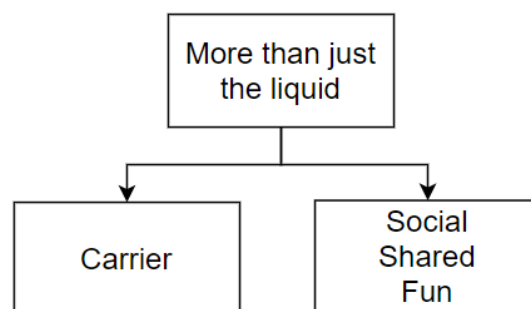 More than just
the liquid
Carrier
Social
Shared
Fun